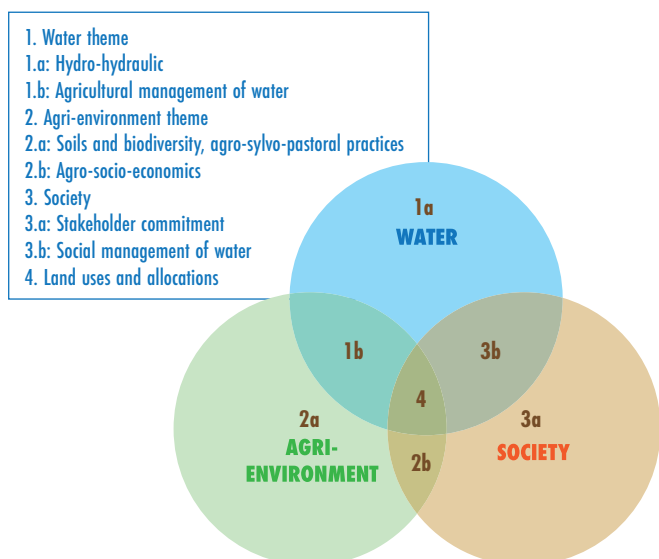 1. Water theme
1.a: Hydro-hydraulic
1.b: Agricultural management of water
2. Agri-environment theme
2.a: Soils and biodiversity, agro-sylvo-pastoral practices
2.b: Agro-socio-economics
3. Society
3.a: Stakeholder commitment
3.b: Social management of water
4. Land uses and allocations
1a
WATER
1b
3b
4
2a
AGRI-
ENVIRONMENT
3a
SOCIETY
2b